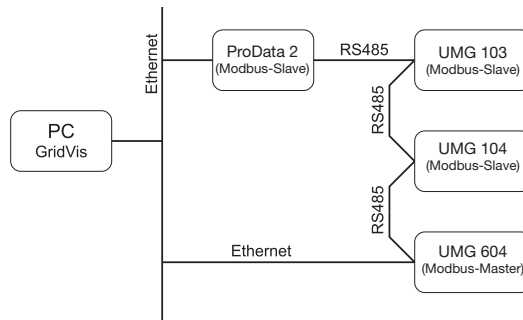 Ethernet
ProData 2
(Modbus-Slave)
RS485
UMG 103
(Modbus-Slave)
RS485
PC
GridVis
UMG 104
(Modbus-Slave)
RS485
Ethernet
UMG 604
(Modbus-Master)